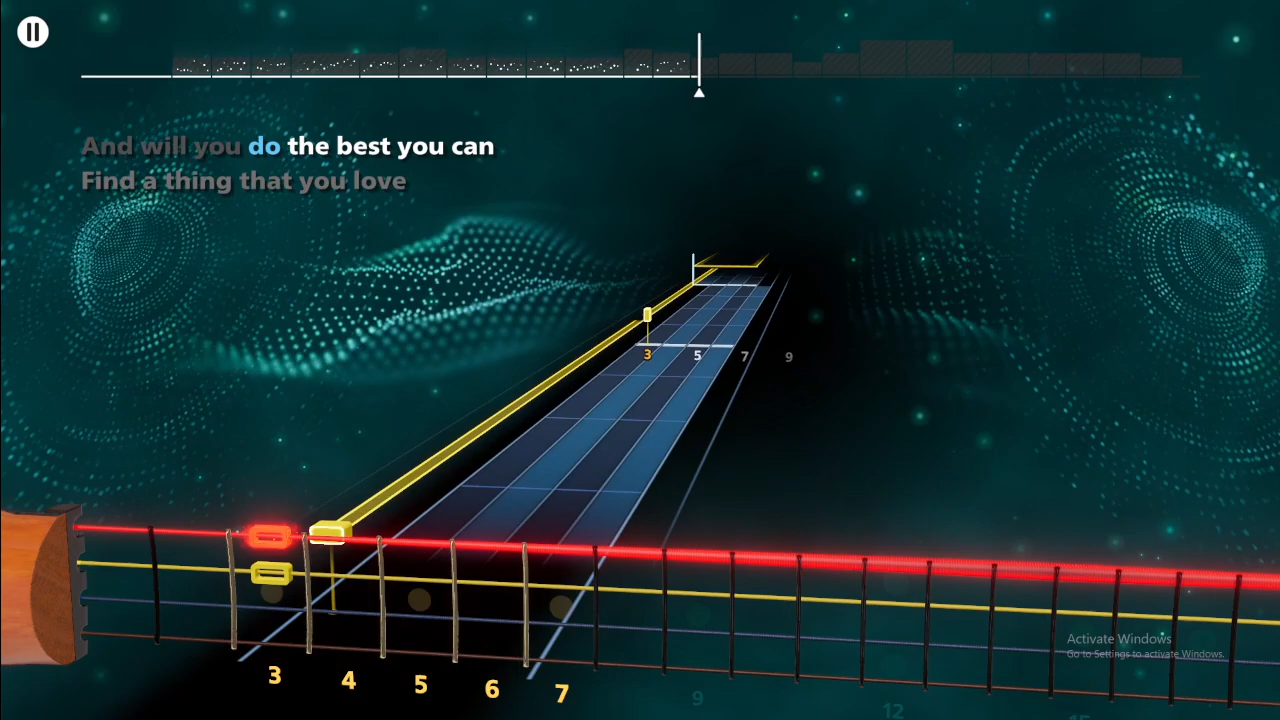 And will you do the best you can
Find a thing that you love
3 5 7 9
Activate Windows
Go to Settings to activate Windows.
3 4 5 6 7 9 12 15